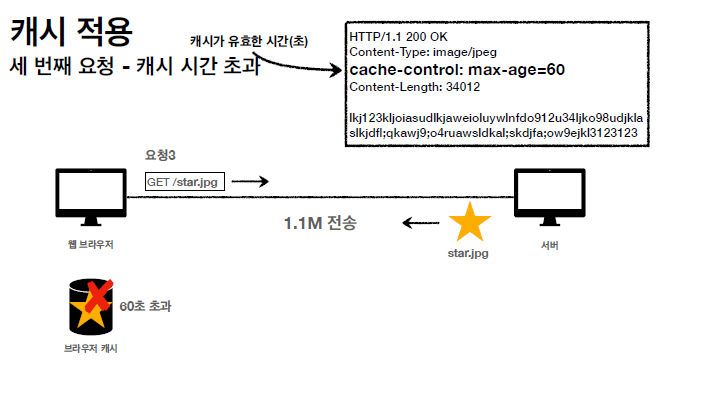 캐시 적용
세 번째 요청 - 캐시 시간 초과
캐시가 유효한 시간(초)
HTTP/1.1 200 OK
Content-Type: image/jpeg
cache-control: max-age=60
Content-Length: 34012
lkj123kljoiasudlkjaweioluywlnfdo912u34ljko98udjkla
slkjdfl;qkawj9;o4ruawsldkal;skdjfa;ow9ejkl3123123
요청3
GET /star.jpg
1.1M 전송
star.jpg
웹 브라우저
서버
60초 초과
브라우저 캐시